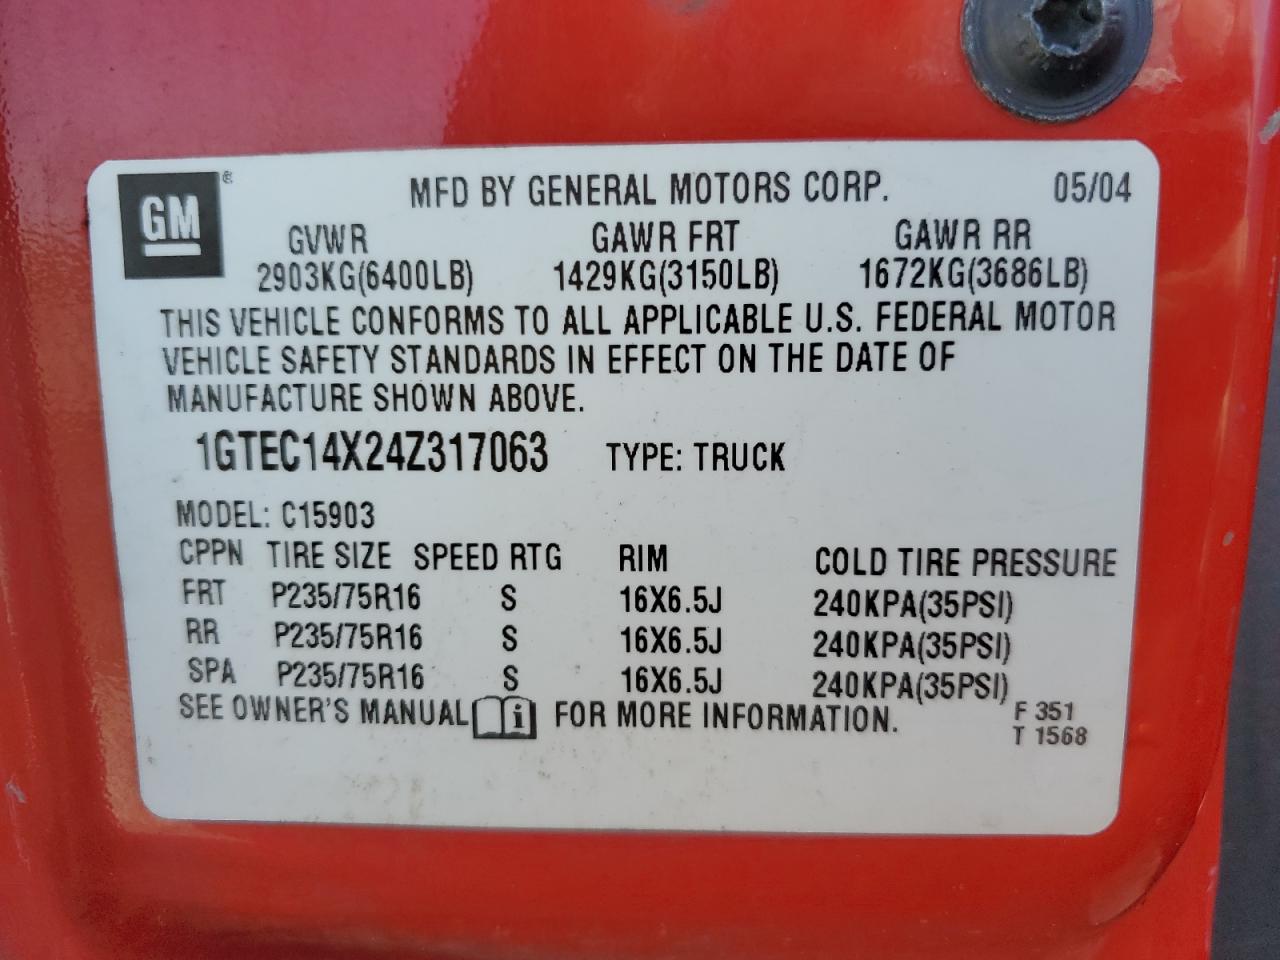 GM® MFD BY GENERAL MOTORS CORP. 05/04
GVWR GAWR FRT GAWR RR
2903KG(6400LB) 1429KG(3150LB) 1672KG(3686LB)
THIS VEHICLE CONFORMS TO ALL APPLICABLE U.S. FEDERAL MOTOR
VEHICLE SAFETY STANDARDS IN EFFECT ON THE DATE OF
MANUFACTURE SHOWN ABOVE.
1GTEC14X24Z317063 TYPE: TRUCK
MODEL: C15903
CPPN TIRE SIZE SPEED RTG RIM COLD TIRE PRESSURE
FRT P235/75R16 S 16X6.5J 240KPA(35PSI)
RR P235/75R16 S 16X6.5J 240KPA(35PSI)
SPA P235/75R16 S 16X6.5J 240KPA(35PSI)
SEE OWNER'S MANUAL i FOR MORE INFORMATION.
F 351
T 1568